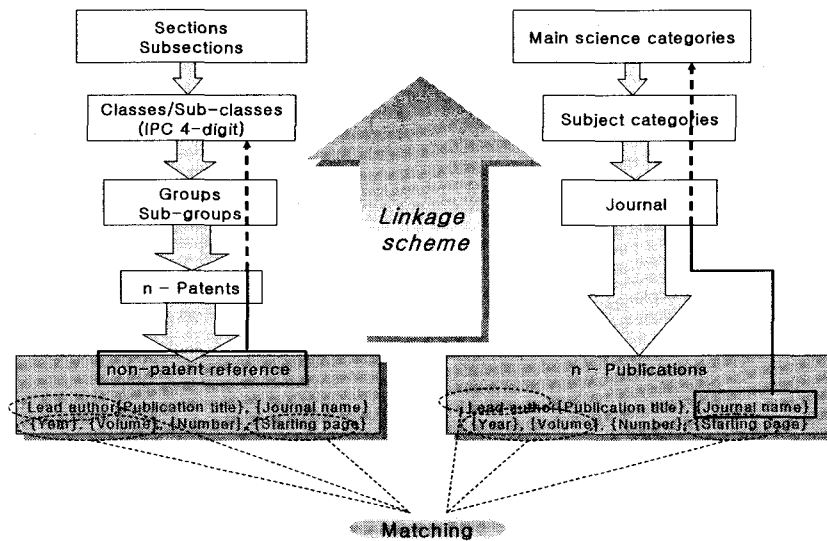 Sections
Subsections
Classes/Sub-classes
(IPC 4-digit)
Groups
Sub-groups
n - Patents
non-patent reference
Lead author{Publication title}, {Journal name}
{Year}, {Volume}, {Number}, {Starting page}
Linkage
scheme
Main science categories
Subject categories
Journal
n - Publications
Lead author{Publication title}, {Journal name}
{Year}, {Volume}, {Number}, {Starting page}
Matching